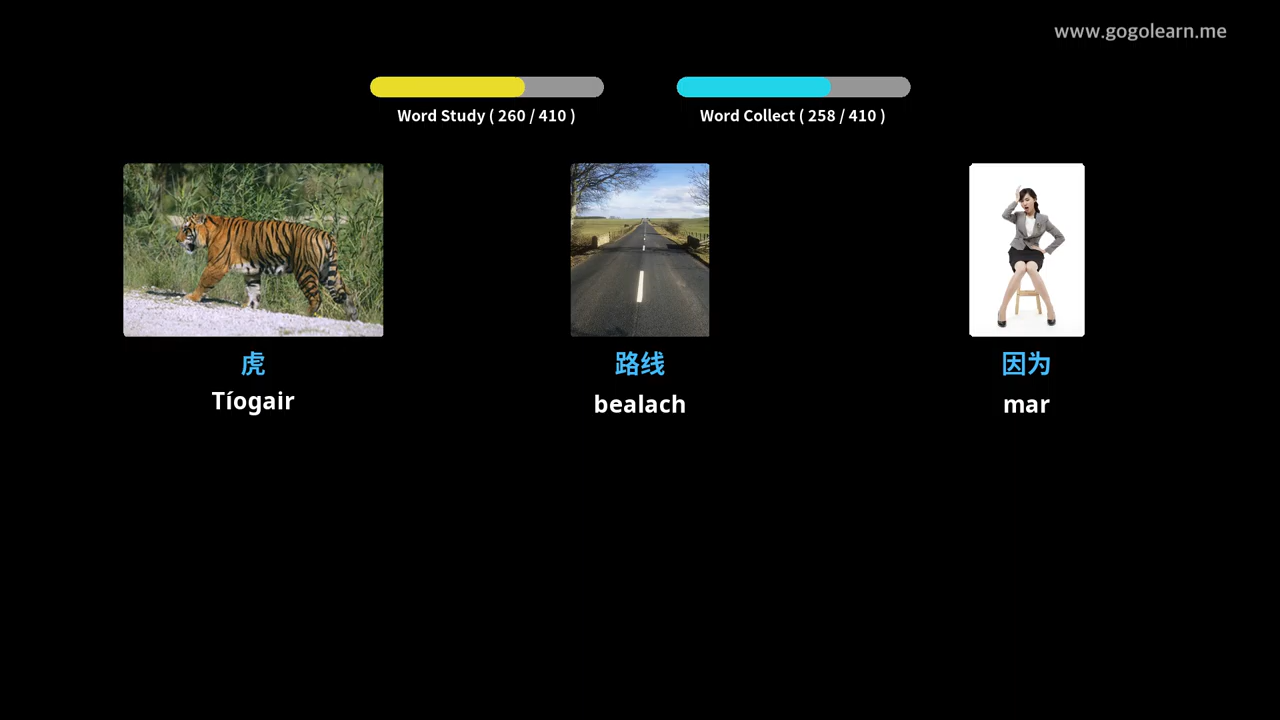 www.gogolearn.me
Word Study ( 260 / 410 )
Word Collect ( 258 / 410 )
虎
路线
因为
Tíogair
bealach
mar